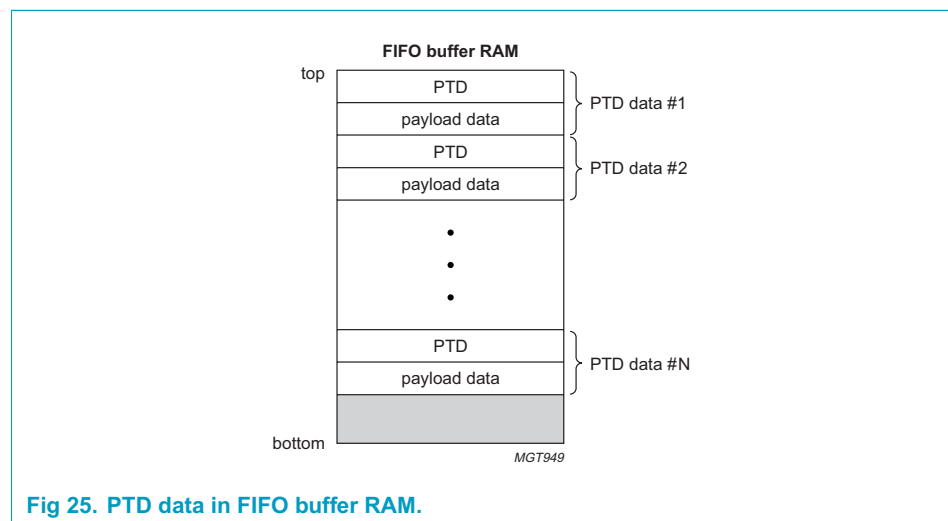 FIFO buffer RAM
top
PTD
payload data
PTD data #1
PTD
payload data
PTD data #2
PTD
payload data
PTD data #N
bottom
MGT949
Fig 25. PTD data in FIFO buffer RAM.